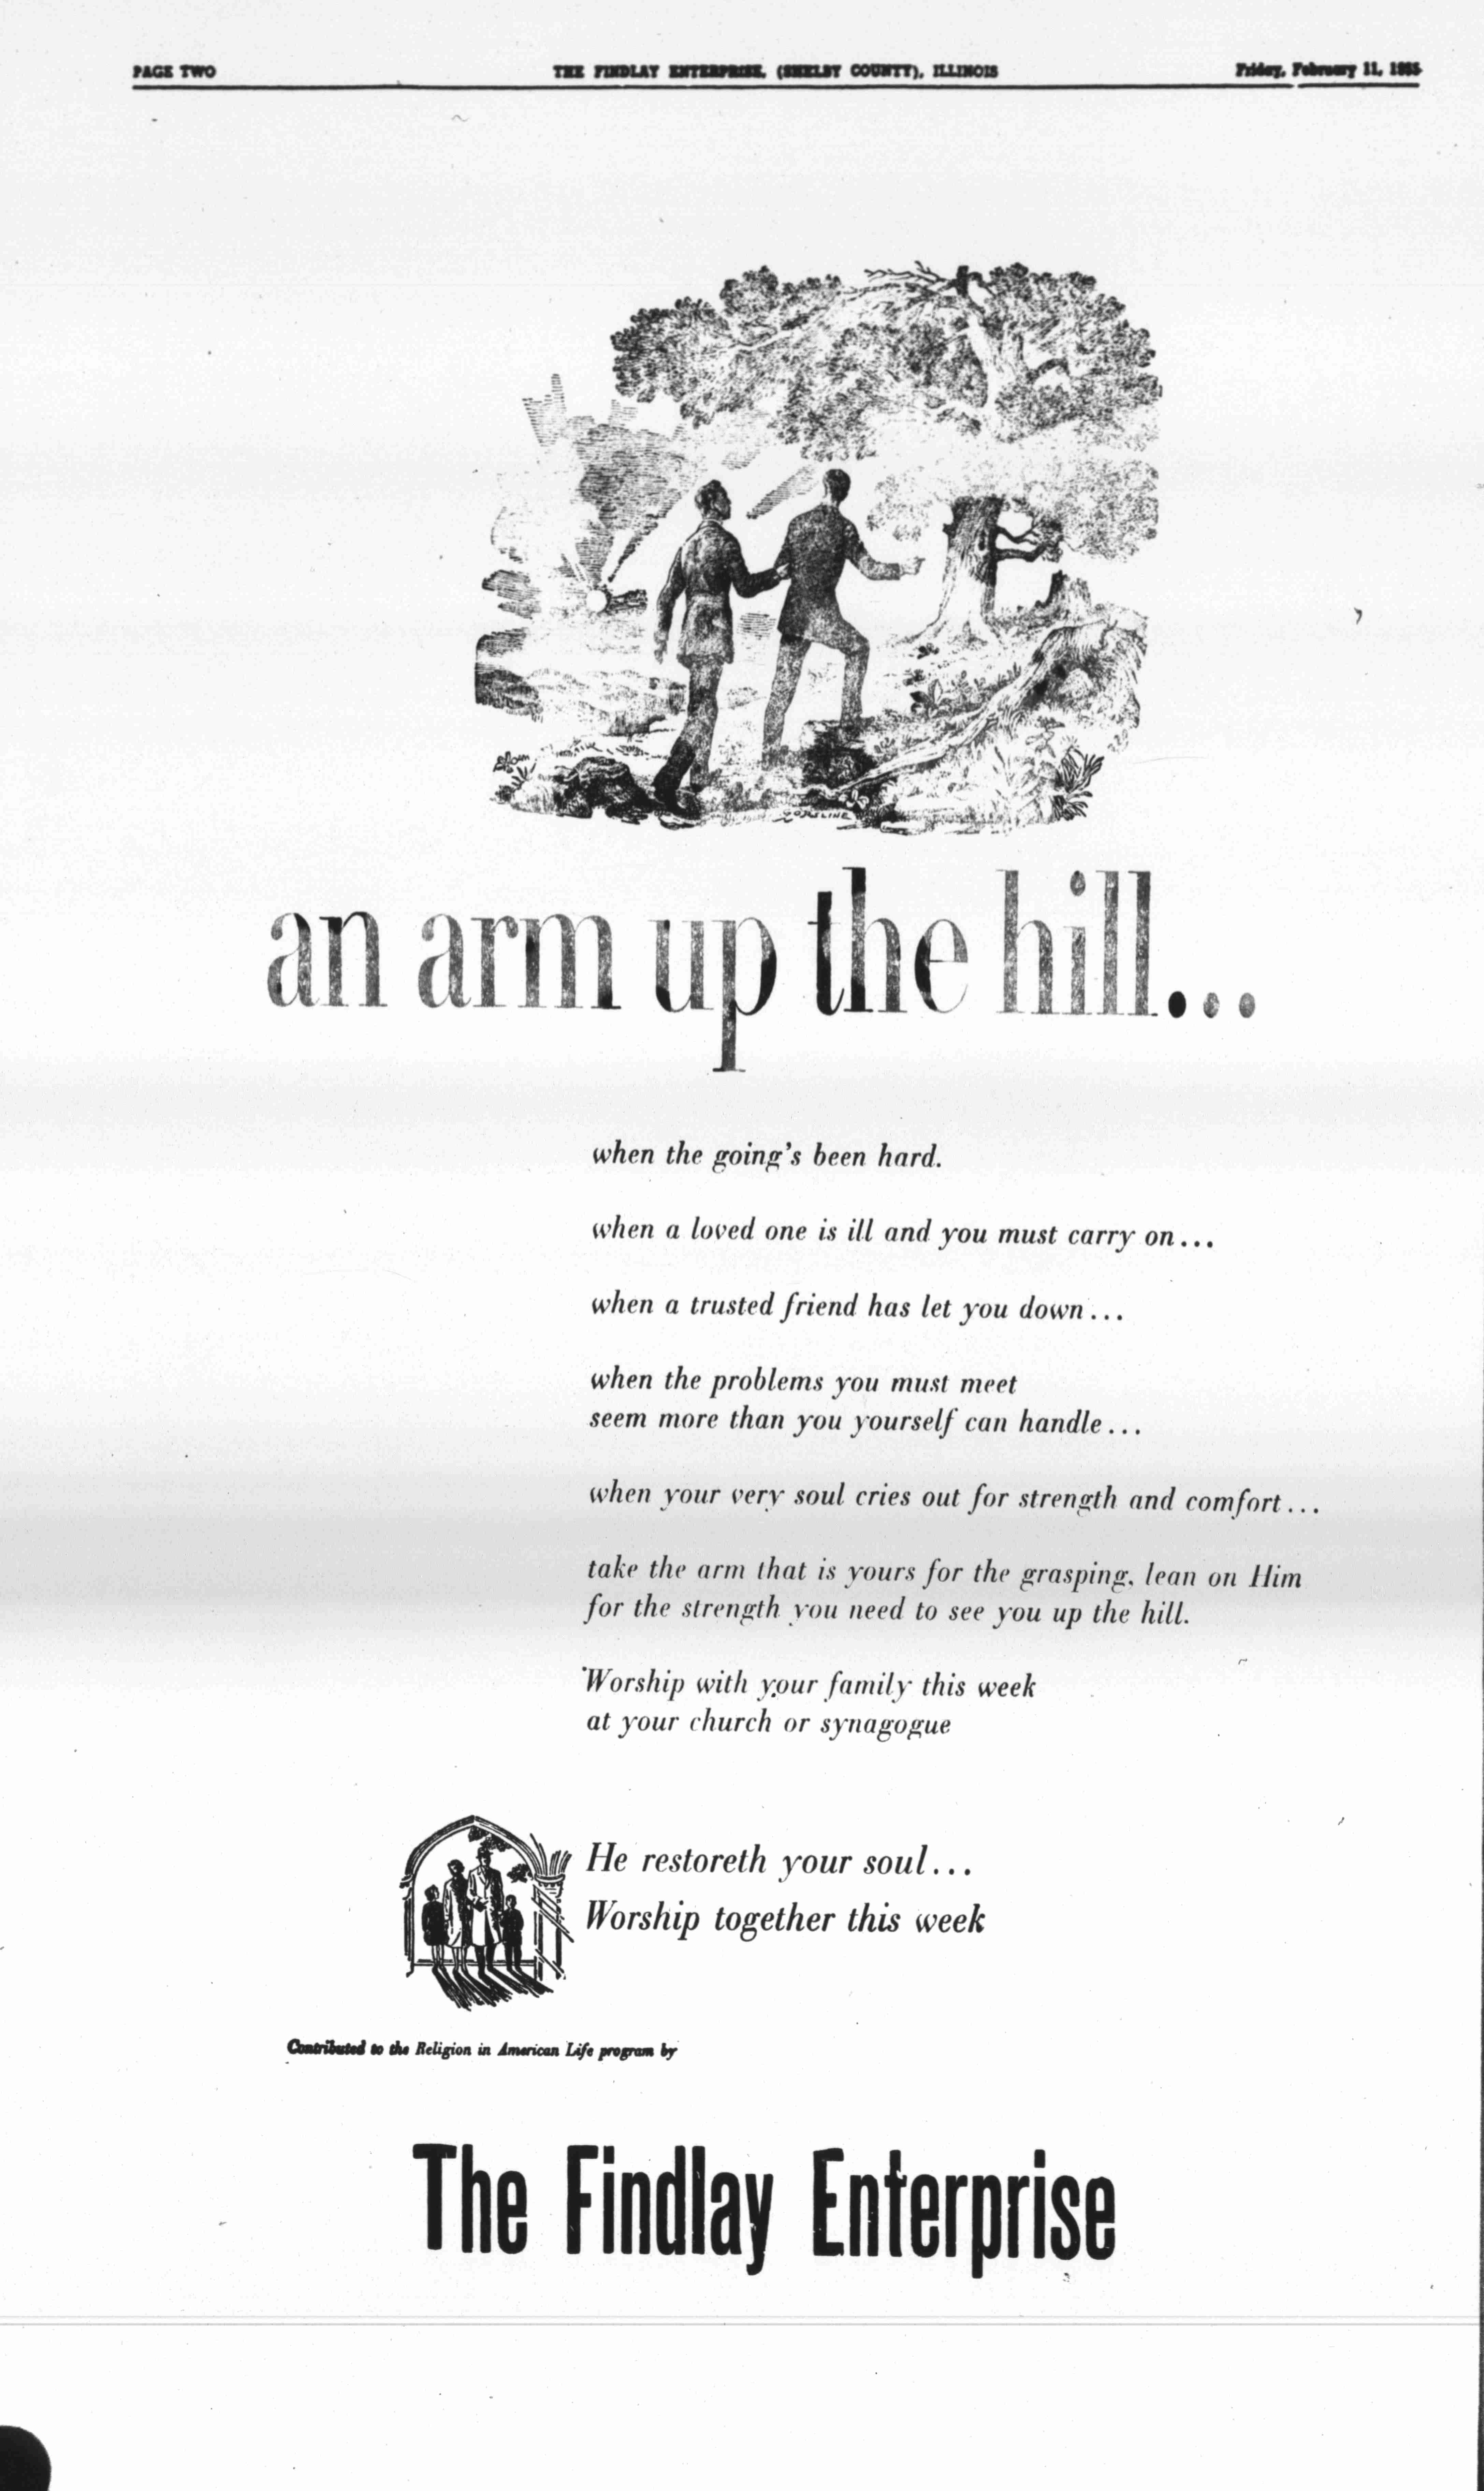 PAGE TWO
THE FINDLAY ENTERPRISE, (SHELBY COUNTY), ILLINOIS
Friday, February 11, 1955
an arm up the hill...
when the going's been hard.
when a loved one is ill and you must carry on...
when a trusted friend has let you down...
when the problems you must meet
seem more than you yourself can handle...
when your very soul cries out for strength and comfort...
take the arm that is yours for the grasping, lean on Him
for the strength you need to see you up the hill.
Worship with your family this week
at your church or synagogue
He restoreth your soul...
Worship together this week
Contributed to the Religion in American Life program by
The Findlay Enterprise